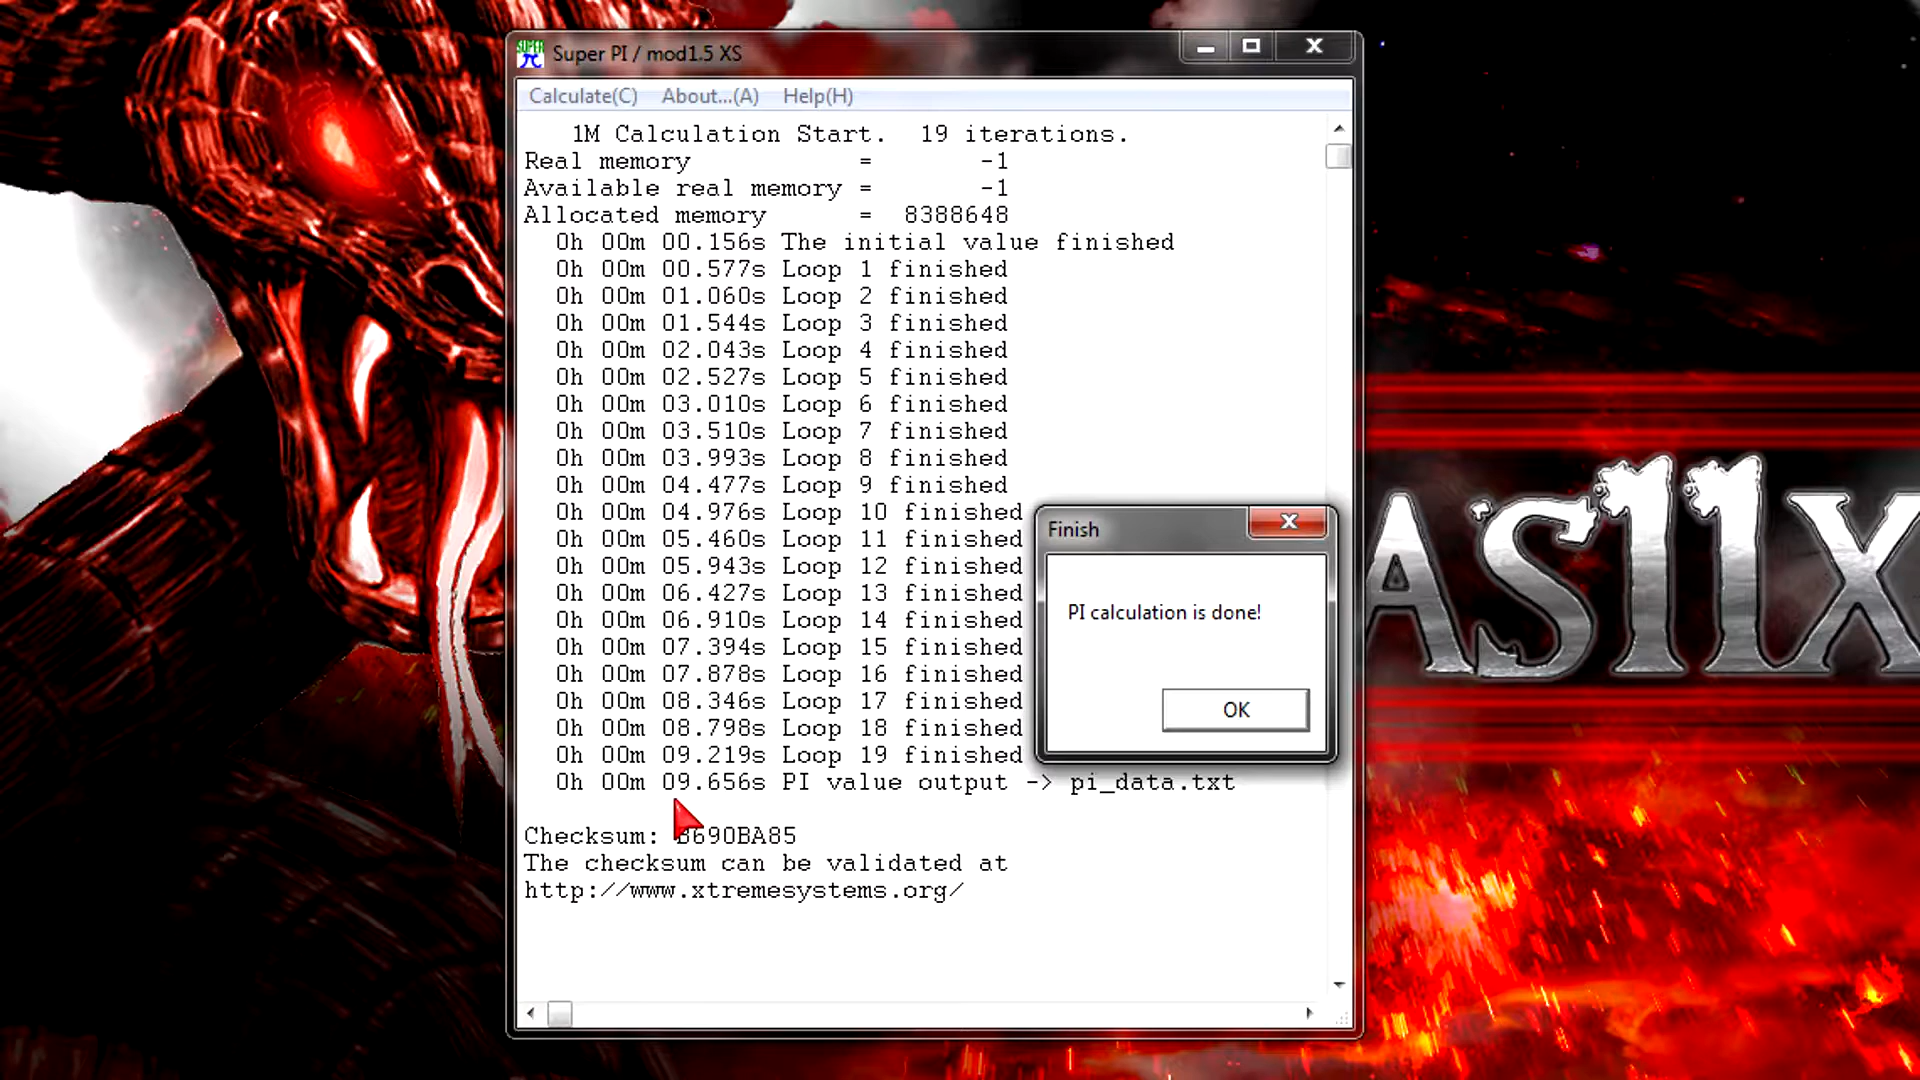 Super PI / mod1.5 XS
Calculate(C) About...(A) Help(H)
1M Calculation Start. 19 iterations.
Real memory = -1
Available real memory = -1
Allocated memory = 8388648
0h 00m 00.156s The initial value finished
0h 00m 00.577s Loop 1 finished
0h 00m 01.060s Loop 2 finished
0h 00m 01.544s Loop 3 finished
0h 00m 02.043s Loop 4 finished
0h 00m 02.527s Loop 5 finished
0h 00m 03.010s Loop 6 finished
0h 00m 03.510s Loop 7 finished
0h 00m 03.993s Loop 8 finished
0h 00m 04.477s Loop 9 finished
0h 00m 04.976s Loop 10 finished
0h 00m 05.460s Loop 11 finished
0h 00m 05.943s Loop 12 finished
0h 00m 06.427s Loop 13 finished
0h 00m 06.910s Loop 14 finished
0h 00m 07.394s Loop 15 finished
0h 00m 07.878s Loop 16 finished
0h 00m 08.346s Loop 17 finished
0h 00m 08.798s Loop 18 finished
0h 00m 09.219s Loop 19 finished
0h 00m 09.656s PI value output -> pi_data.txt
Checksum:
The checksum can be validated at
http://www.xtremesystems.org/
Finish
PI calculation is done!
OK
AS11X